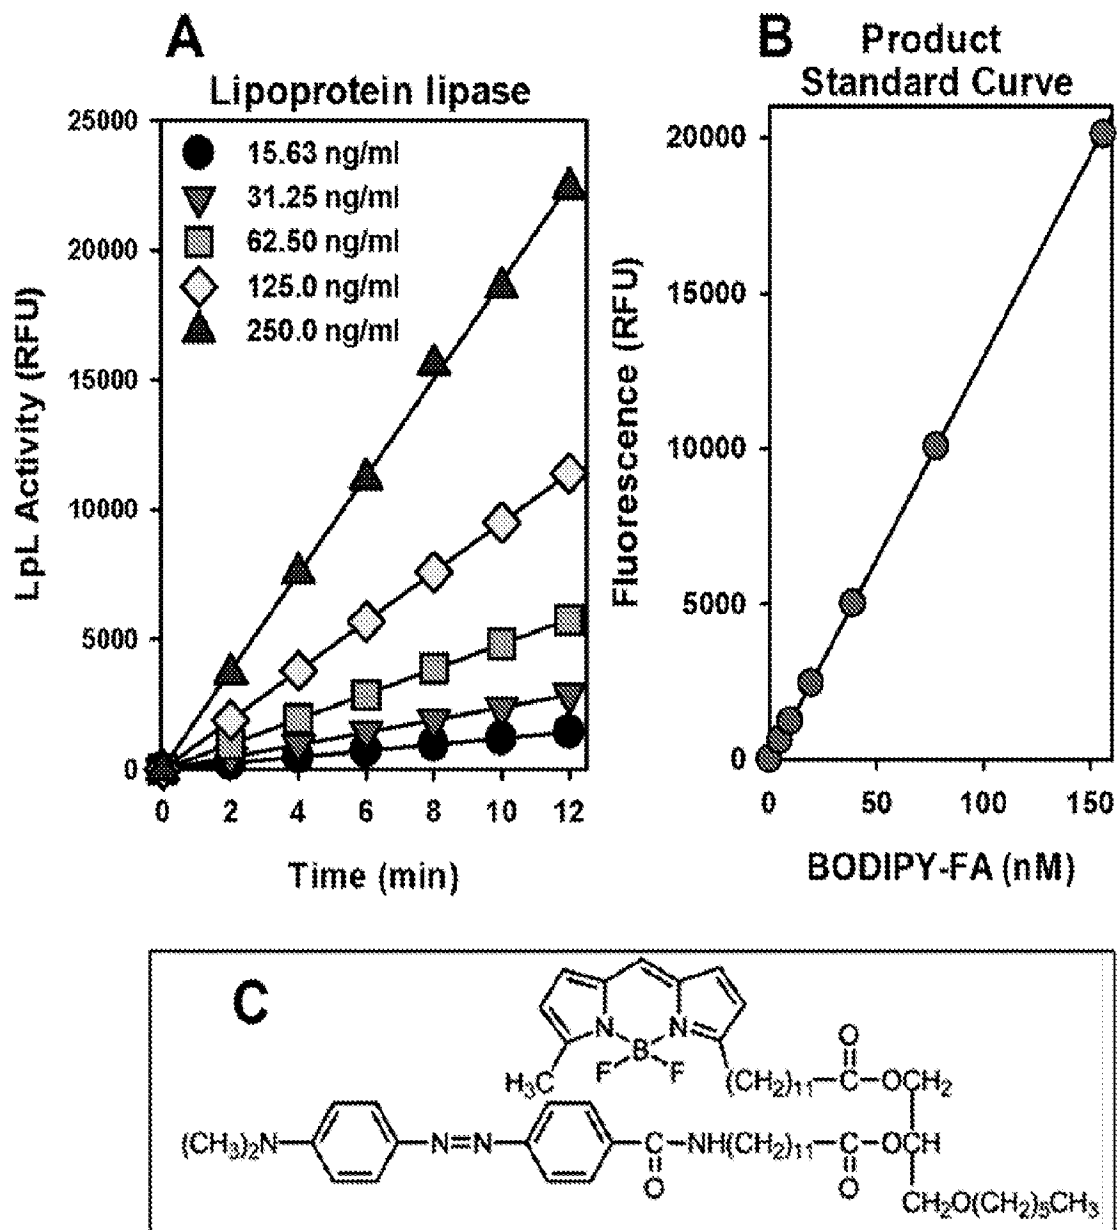 A
Lipoprotein lipase
25000
20000
15000
10000
5000
0
LpL Activity (RFU)
15.63 ng/ml
31.25 ng/ml
62.50 ng/ml
125.0 ng/ml
250.0 ng/ml
0 2 4 6 8 10 12
Time (min)
B
Product
Standard Curve
20000
15000
10000
5000
0
Fluorescence (RFU)
0 50 100 150
BODIPY-FA (nM)
C
N N
B
F F
H₃C
(CH₂)₁₁ C OCH₂
O
(CH₃)₂N N=N C NH(CH₂)₁₁ C OCH
O O
CH₂O(CH₂)₅CH₃